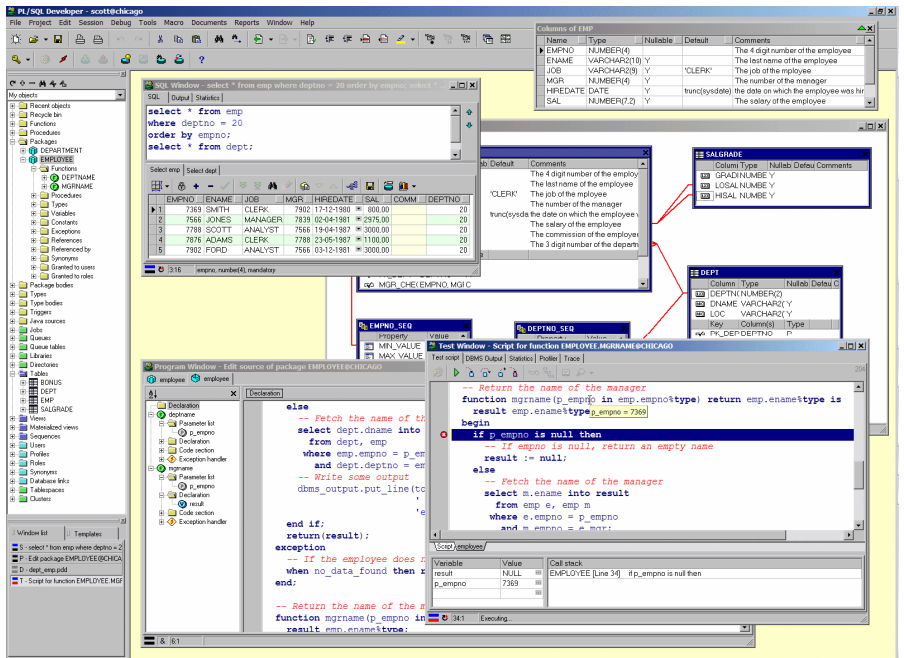 PL/SQL Developer - scott@chicago
File Project Edit Session Debug Tools Macro Documents Reports Window Help
My objects
Recent objects
Recycle bin
Functions
Procedures
Packages
DEPARTMENT
EMPLOYEE
Functions
DEPTNAME
MGRNAME
Procedures
Types
Variables
Constants
Exceptions
References
Referenced by
Synonyms
Granted to users
Granted to roles
Package bodies
Types
Type bodies
Triggers
Java sources
Jobs
Queues
Queue tables
Libraries
Directories
Tables
BONUS
DEPT
EMP
SALGRADE
Views
Materialized views
Sequences
Users
Profiles
Roles
Synonyms
Database links
Tablespaces
Clusters
Window list Templates
S - select * from emp where deptno = 2
P - Edit package EMPLOYEE@CHICA
D - dept_emp.pdd
T - Script for function EMPLOYEE.MGF
SQL Window - select * from emp where deptno = 20 order by empno; select * ...
SQL Output Statistics
select * from emp
where deptno = 20
order by empno;
select * from dept;
Select emp Select dept
EMPNO ENAME JOB MGR HIREDATE SAL COMM DEPTNO
1 7369 SMITH CLERK 7902 17-12-1980 800,00 20
2 7566 JONES MANAGER 7839 02-04-1981 2975,00 20
3 7788 SCOTT ANALYST 7566 19-04-1987 3000,00 20
4 7876 ADAMS CLERK 7788 23-05-1987 1100,00 20
5 7902 FORD ANALYST 7566 03-12-1981 3000,00 20
3:16 empno, number(4), mandatory
Columns of EMP
Name Type Nullable Default Comments
EMPNO NUMBER(4) The 4 digit number of the employee
ENAME VARCHAR2(10) Y The last name of the employee
JOB VARCHAR2(9) Y 'CLERK' The job of the mployee
MGR NUMBER(4) Y The number of the manager
HIREDATE DATE Y trunc(sysdate) the date on which the employee was hir
SAL NUMBER(7,2) Y The salary of the employee
ab Default Comments
The 4 digit number of the employ
The last name of the employee
'CLERK' The job of the mployee
The number of the manager
trunc(sysda the date on which the employee w
The salary of the employee
The commission of the employee
The 3 digit number of the departm
MGR_CHE( EMPNO, MGI C
SALGRADE
Colum Type Nullab Defau Comments
GRADI NUMBE Y
LOSAL NUMBE Y
HISAL NUMBE Y
DEPT
Column Type Nullab Defau C
DEPTN( NUMBER(2)
DNAME VARCHAR2( Y
LOC VARCHAR2( Y
Key Column(s) Type
PK_DEP DEPTNO P
EMPNO_SEQ
Property Value
MIN_VALUE
MAX_VALUE
DEPTNO_SEQ
Property Value
Program Window - Edit source of package EMPLOYEE@CHICAGO
employee employee
Declaration
Declaration
deptname
Parameter list
p_empno
Declaration
Code section
Exception handler
mgrname
Parameter list
p_empno
Declaration
result
Code section
Exception handler
else
-- Fetch the name of th
select dept.dname into
from dept, emp
where emp.empno = p_em
and dept.deptno = em
-- Write some output
dbms_output.put_line(to
'
'e
end if;
return(result);
exception
-- If the employee does n
when no_data_found then r
end;
-- Return the name of the m
function mgrname(p_empno in
result emp.ename%type;
& 6:1
Test Window - Script for function EMPLOYEE.MGRNAME@CHICAGO
Test script DBMS Output Statistics Profiler Trace
204
-- Return the name of the manager
function mgrname(p_empno in emp.empno%type) return emp.ename%type is
result emp.ename%type
p_empno = 7369
begin
if p_empno is null then
-- If empno is null, return an empty name
result := null;
else
-- Fetch the name of the manager
select m.ename into result
from emp e, emp m
where e.empno = p_empno
and m.empno = e.mgr;
Script employee
Variable Value Call stack
result NULL EMPLOYEE [Line 34] if p_empno is null then
p_empno 7369
34:1 Executing...